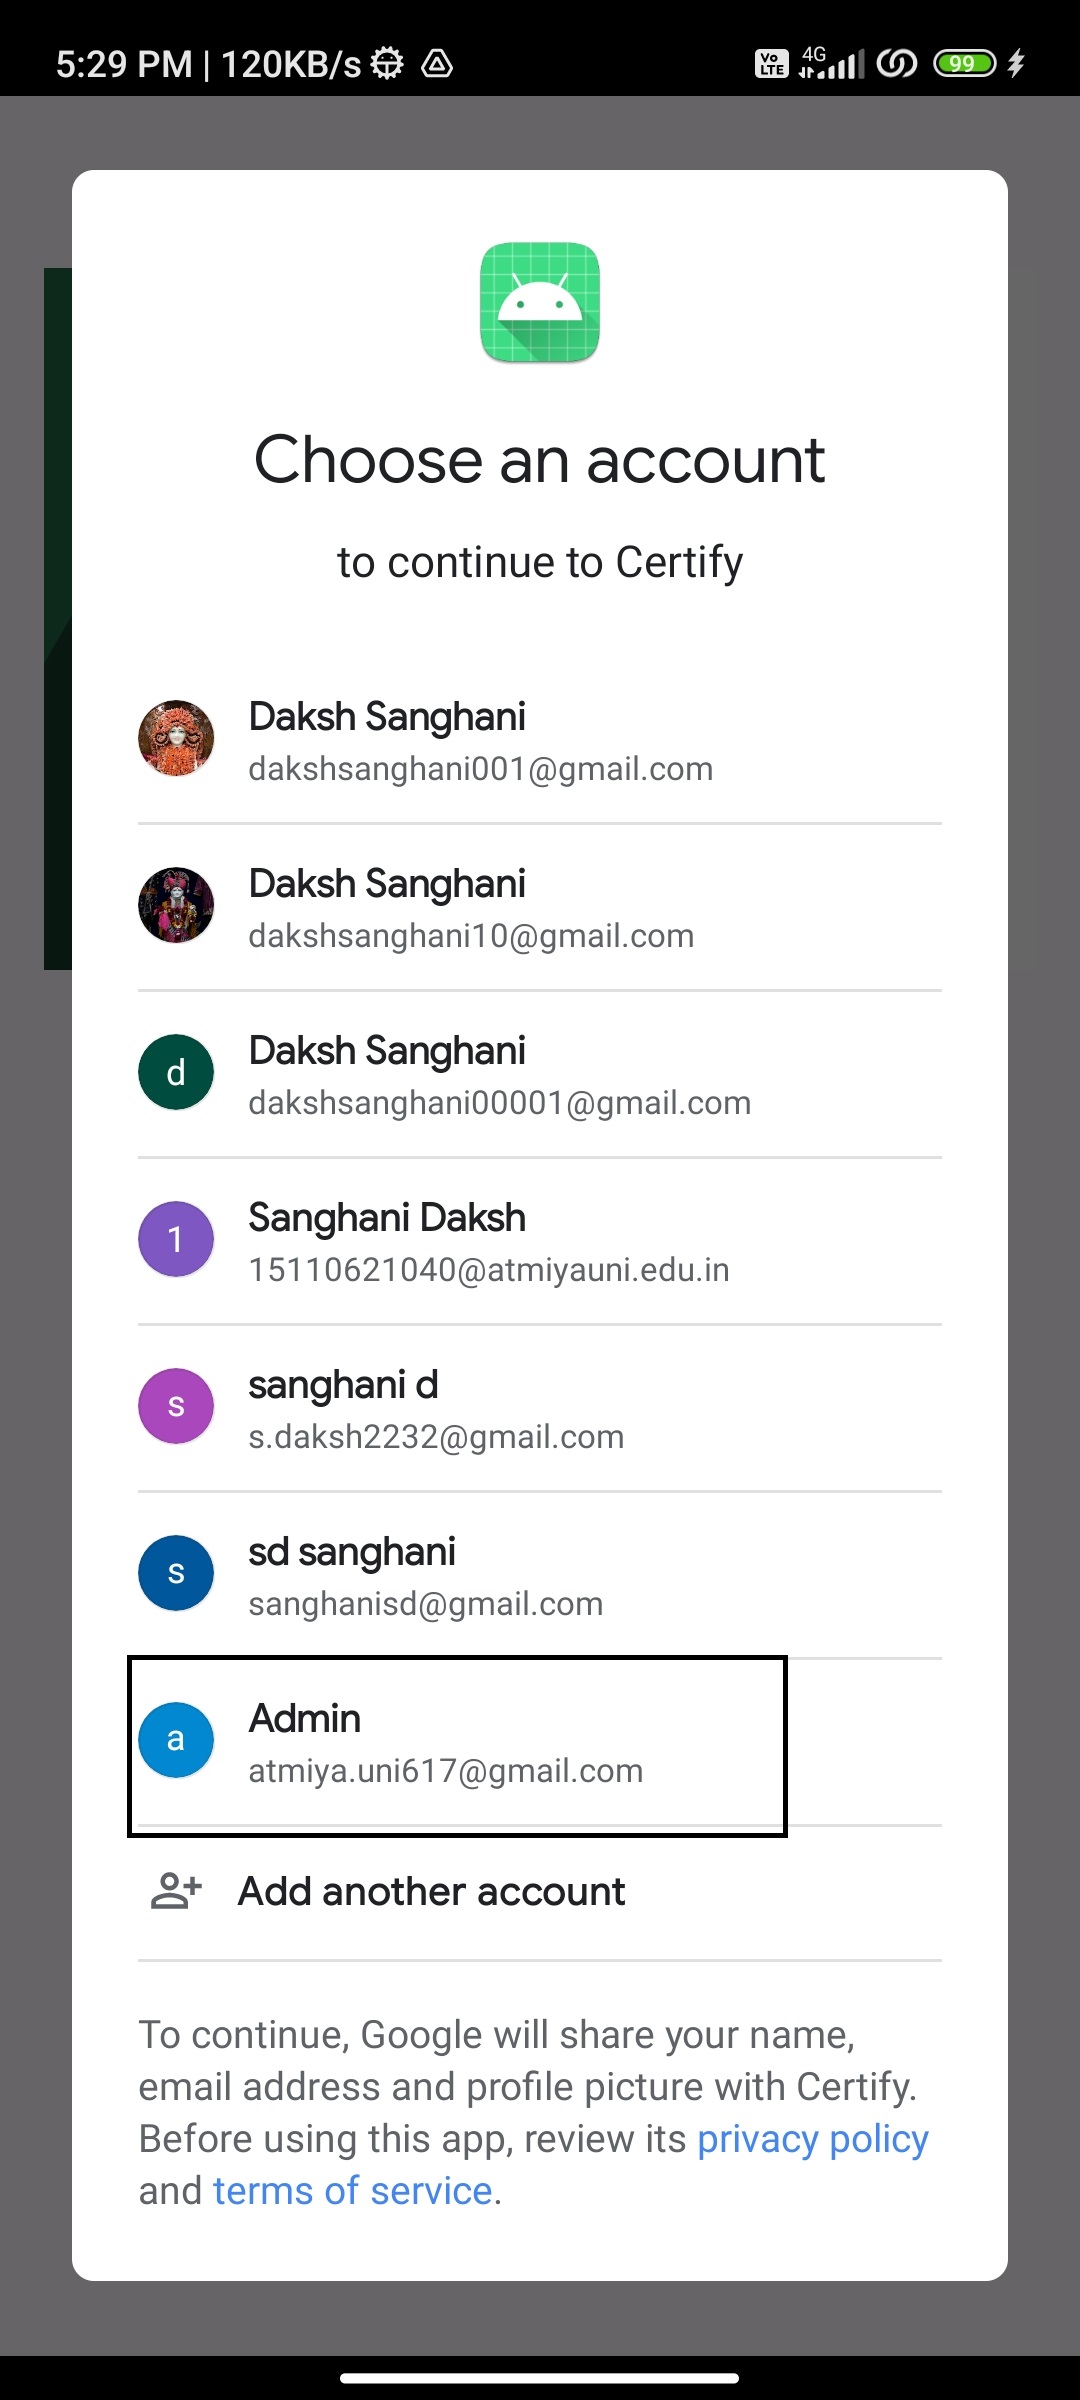 5:29 PM | 120KB/s
Vo LTE 4G 99
Choose an account
to continue to Certify
Daksh Sanghani
dakshsanghani001@gmail.com
Daksh Sanghani
dakshsanghani10@gmail.com
d
Daksh Sanghani
dakshsanghani00001@gmail.com
1
Sanghani Daksh
15110621040@atmiyauni.edu.in
s
sanghani d
s.daksh2232@gmail.com
s
sd sanghani
sanghanisd@gmail.com
a
Admin
atmiya.uni617@gmail.com
Add another account
To continue, Google will share your name,
email address and profile picture with Certify.
Before using this app, review its privacy policy
and terms of service.